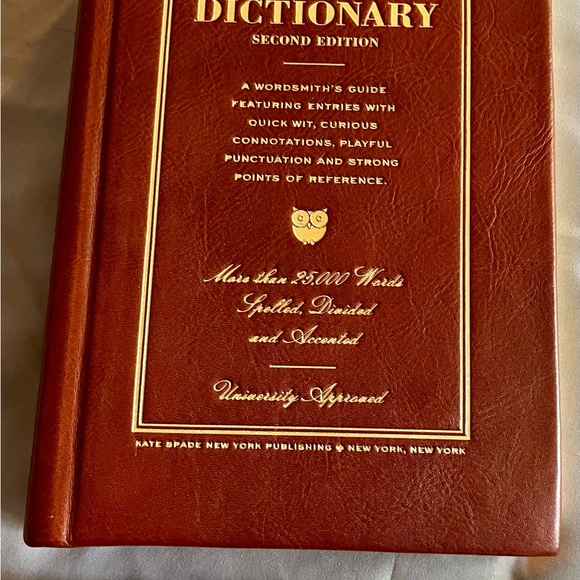 DICTIONARY
SECOND EDITION
A WORDSMITH'S GUIDE
FEATURING ENTRIES WITH
QUICK WIT, CURIOUS
CONNOTATIONS, PLAYFUL
PUNCTUATION AND STRONG
POINTS OF REFERENCE.
More than 25,000 Words
Spelled, Divided
and Accented
University Approved
KATE SPADE NEW YORK PUBLISHING ♠ NEW YORK, NEW YORK